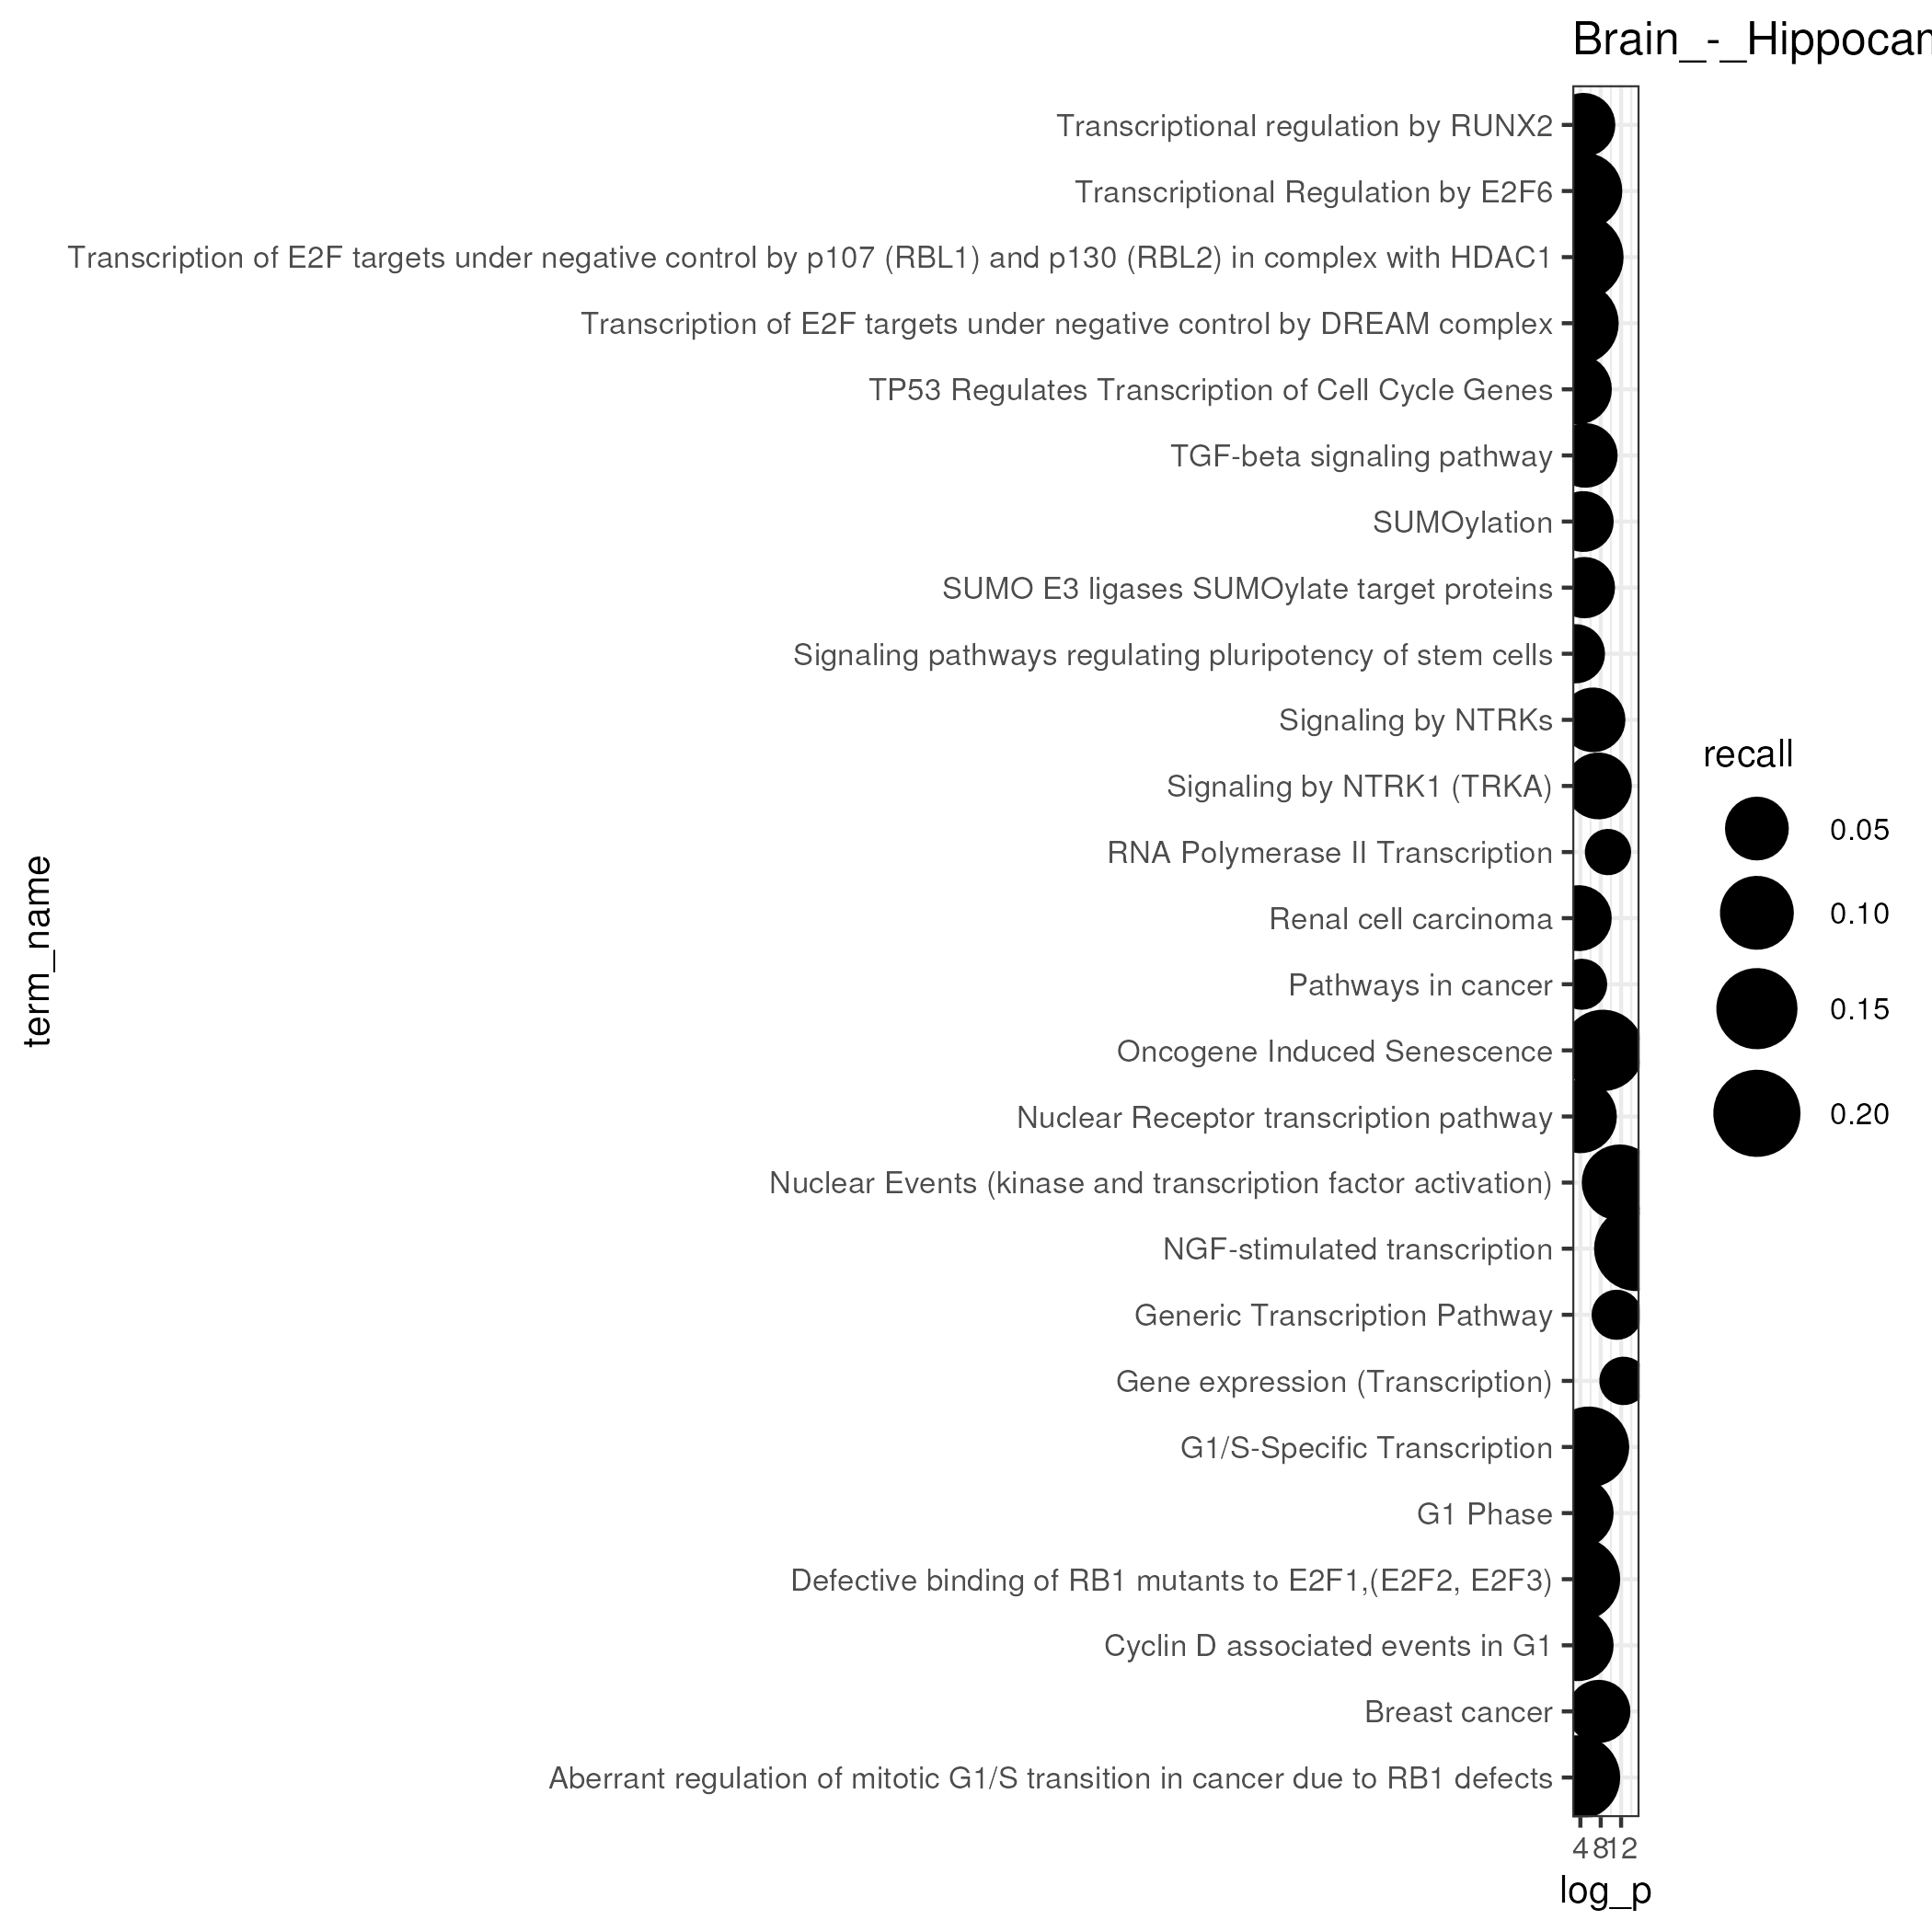 Brain_-_Hippocan
Transcriptional regulation by RUNX2
Transcriptional Regulation by E2F6
Transcription of E2F targets under negative control by p107 (RBL1) and p130 (RBL2) in complex with HDAC1
Transcription of E2F targets under negative control by DREAM complex
TP53 Regulates Transcription of Cell Cycle Genes
TGF-beta signaling pathway
SUMOylation
SUMO E3 ligases SUMOylate target proteins
Signaling pathways regulating pluripotency of stem cells
Signaling by NTRKs
Signaling by NTRK1 (TRKA)
RNA Polymerase II Transcription
Renal cell carcinoma
Pathways in cancer
Oncogene Induced Senescence
Nuclear Receptor transcription pathway
Nuclear Events (kinase and transcription factor activation)
NGF-stimulated transcription
Generic Transcription Pathway
Gene expression (Transcription)
G1/S-Specific Transcription
G1 Phase
Defective binding of RB1 mutants to E2F1,(E2F2, E2F3)
Cyclin D associated events in G1
Breast cancer
Aberrant regulation of mitotic G1/S transition in cancer due to RB1 defects
term_name
4 8 12
log_p
recall
0.05
0.10
0.15
0.20